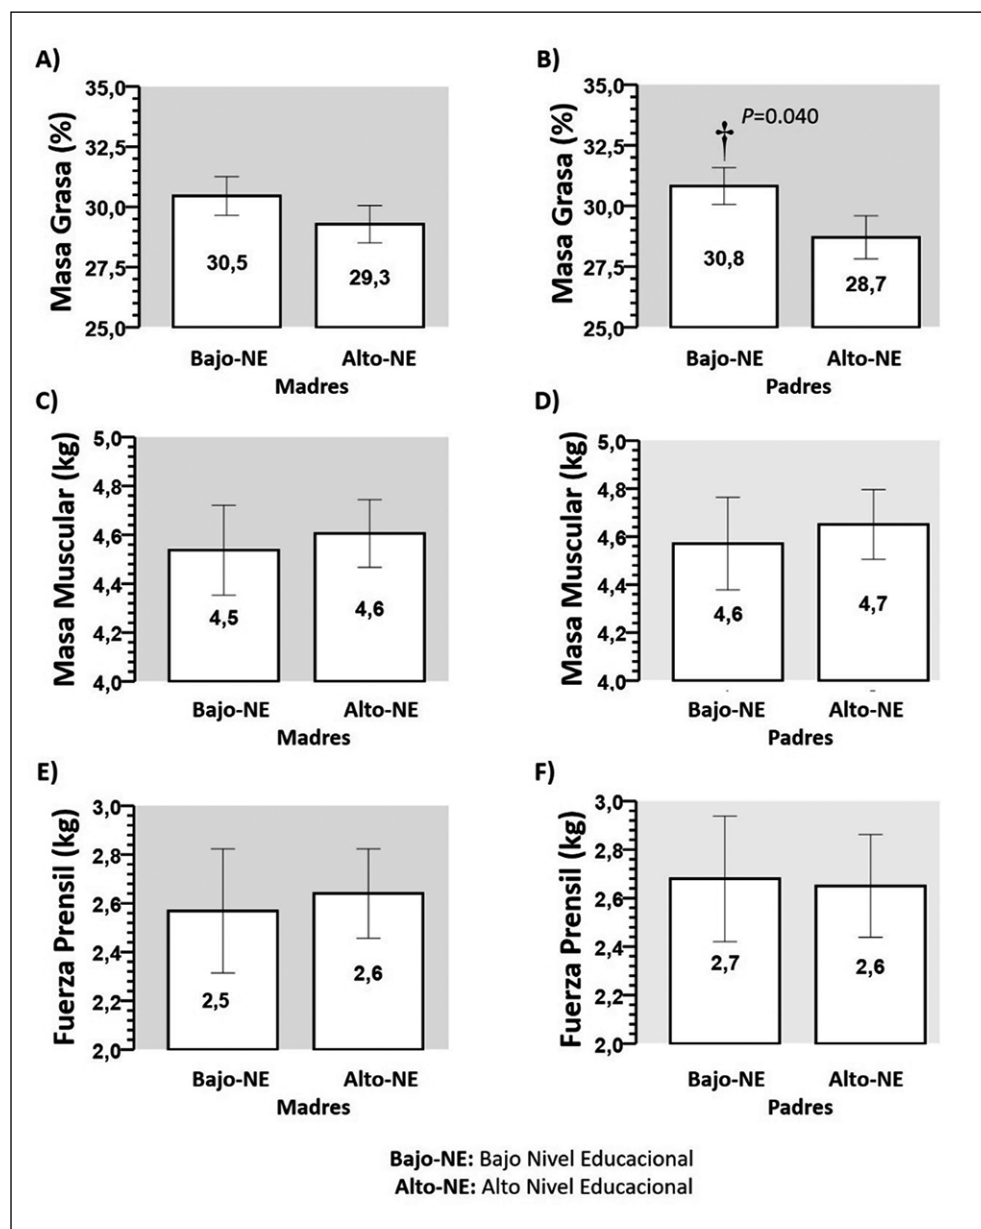 A)
Masa Grasa (%)
35,0
32,5
30,0
27,5
25,0
30,5
29,3
Bajo-NE Alto-NE
Madres
B)
Masa Grasa (%)
35,0
32,5
30,0
27,5
25,0
† P=0.040
30,8
28,7
Bajo-NE Alto-NE
Padres
C)
Masa Muscular (kg)
5,0
4,8
4,6
4,4
4,2
4,0
4,5
4,6
Bajo-NE Alto-NE
Madres
D)
Masa Muscular (kg)
5,0
4,8
4,6
4,4
4,2
4,0
4,6
4,7
Bajo-NE Alto-NE
Padres
E)
Fuerza Prensil (kg)
3,0
2,8
2,6
2,4
2,2
2,0
2,5
2,6
Bajo-NE Alto-NE
Madres
F)
Fuerza Prensil (kg)
3,0
2,8
2,6
2,4
2,2
2,0
2,7
2,6
Bajo-NE Alto-NE
Padres
Bajo-NE: Bajo Nivel Educacional
Alto-NE: Alto Nivel Educacional